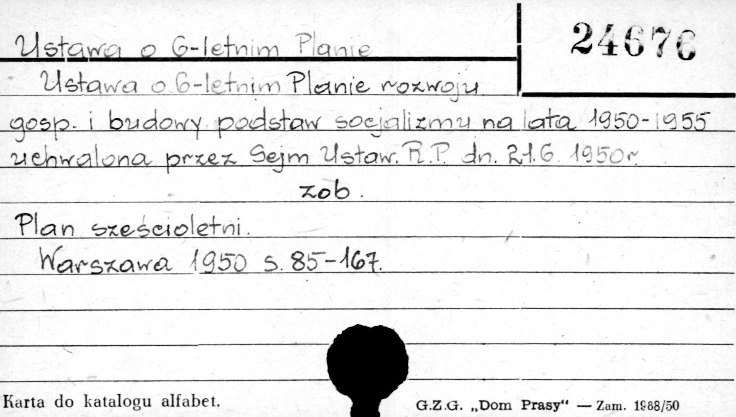 Ustawa o 6-letnim Planie
24676
Ustawa o 6-letnim Planie rozwoju
gosp. i budowy podstaw socjalizmu na lata 1950-1955
uchwalona przez Sejm Ustaw. R.P. dn. 21.6. 1950r.
zob.
Plan sześcioletni.
Warszawa 1950 s. 85-167.
Karta do katalogu alfabet.
G.Z.G. „Dom Prasy“ — Zam. 1988/50